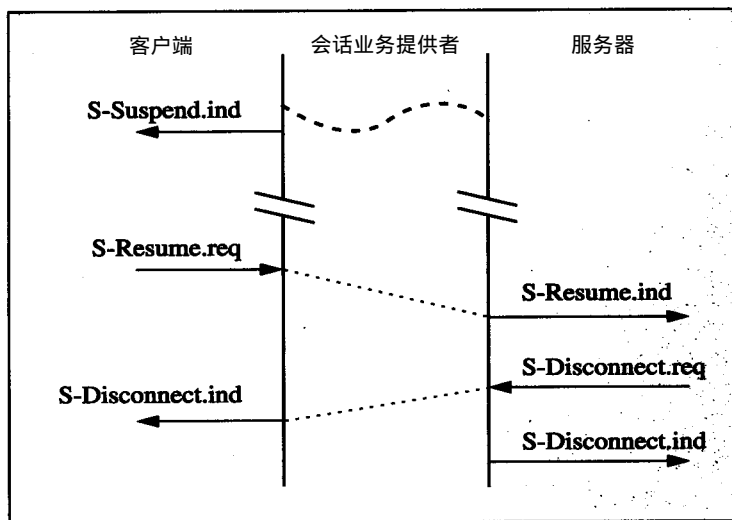 客户端
会话业务提供者
服务器
S-Suspend.ind
S-Resume.req
S-Resume.ind
S-Disconnect.req
S-Disconnect.ind
S-Disconnect.ind